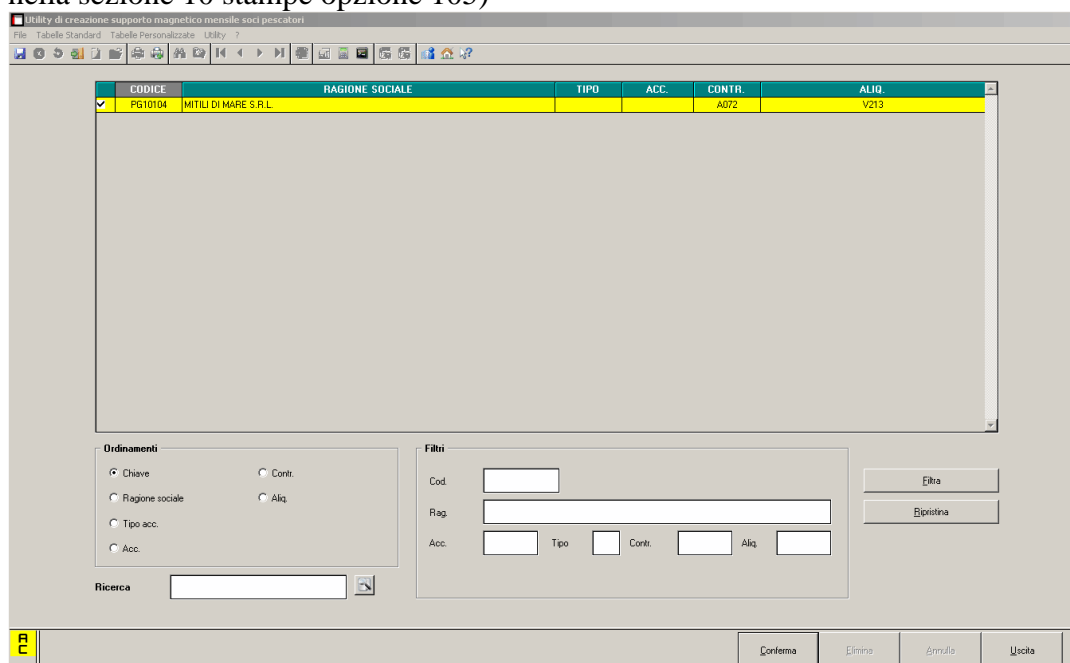 nella sezione 10 stampe opzione 105)
Utility di creazione supporto magnetico mensile soci pescatori
File Tabelle Standard Tabelle Personalizzate Utility ?
CODICE RAGIONE SOCIALE TIPO ACC. CONTR. ALIQ.
PG10104 MITILI DI MARE S.R.L. A072 V213
Ordinamenti
Chiave Contr.
Ragione sociale Aliq.
Tipo acc.
Acc.
Ricerca
Filtri
Cod.
Rag.
Acc. Tipo Contr. Aliq.
Filtra
Ripristina
AC
Conferma Elimina Annulla Uscita